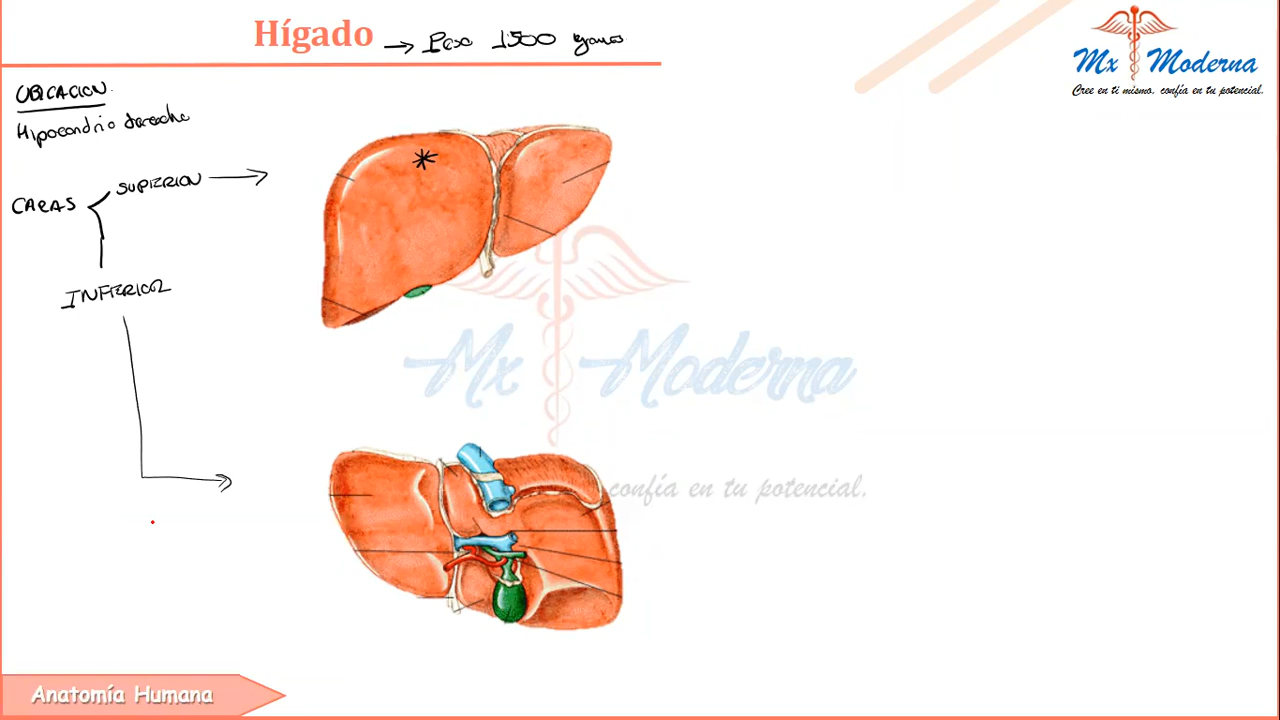 Hígado → Peso 1500 gramos
Mx Moderna
Cree en ti mismo, confía en tu potencial.
UBICACION
Hipocondrio derecho
CARAS
SUPERIOR
INFERIOR
Mx Moderna
confía en tu potencial.
Anatomía Humana